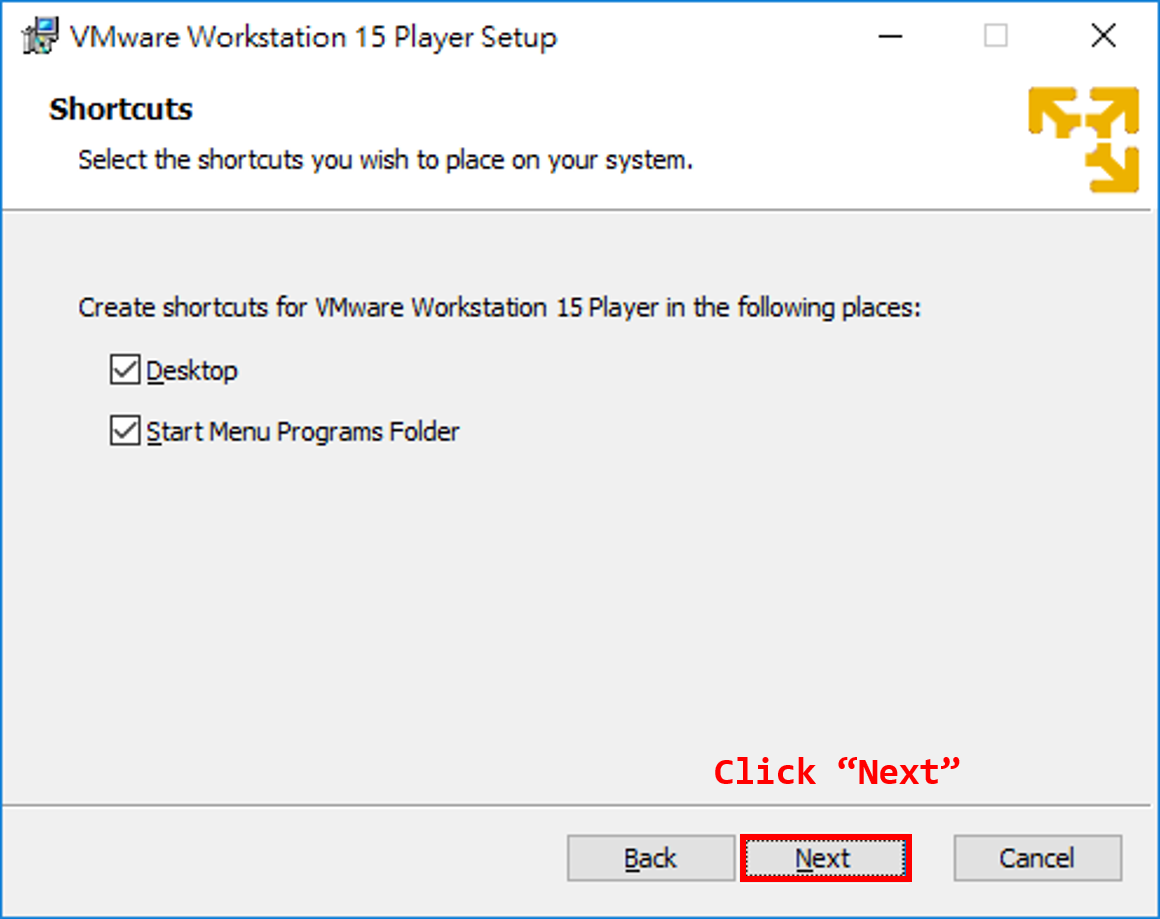 VMware Workstation 15 Player Setup
Shortcuts
Select the shortcuts you wish to place on your system.
Create shortcuts for VMware Workstation 15 Player in the following places:
Desktop
Start Menu Programs Folder
Click “Next”
Back Next Cancel